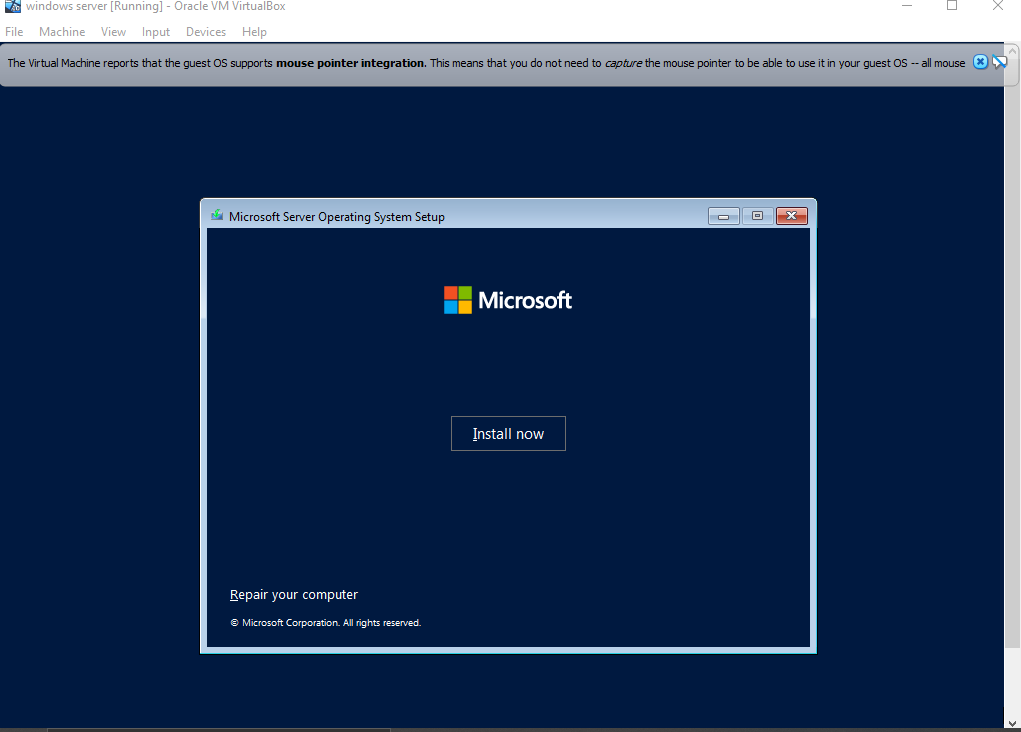 windows server [Running] - Oracle VM VirtualBox
File Machine View Input Devices Help
The Virtual Machine reports that the guest OS supports mouse pointer integration. This means that you do not need to capture the mouse pointer to be able to use it in your guest OS -- all mouse
Microsoft Server Operating System Setup
Microsoft
Install now
Repair your computer
© Microsoft Corporation. All rights reserved.